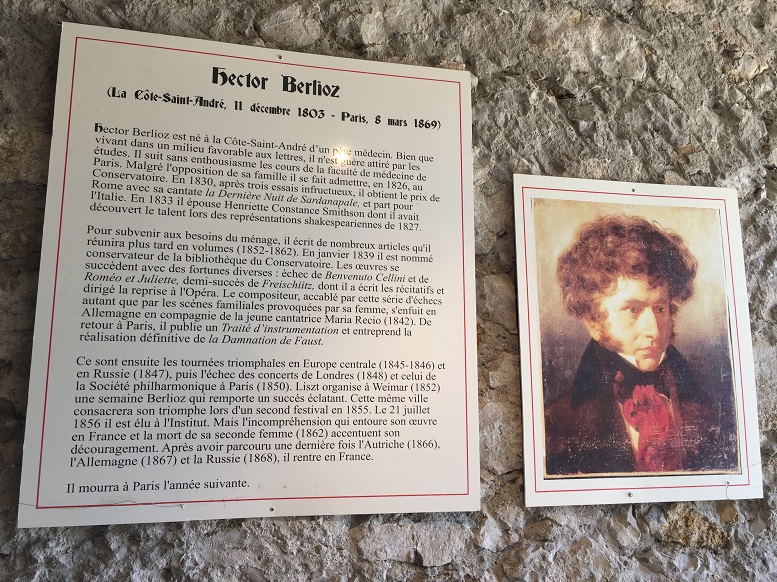 Hector Berlioz
(La Côte-Saint-André, 11 décembre 1803 - Paris, 8 mars 1869)
Hector Berlioz est né à la Côte-Saint-André d'un père médecin. Bien que
vivant dans un milieu favorable aux lettres, il n'est guère attiré par les
études. Il suit sans enthousiasme les cours de la faculté de médecine de
Paris. Malgré l'opposition de sa famille il se fait admettre, en 1826, au
Conservatoire. En 1830, après trois essais infructueux, il obtient le prix de
Rome avec sa cantate la Dernière Nuit de Sardanapale, et part pour
l'Italie. En 1833 il épouse Henriette Constance Smithson dont il avait
découvert le talent lors des représentations shakespeariennes de 1827.
Pour subvenir aux besoins du ménage, il écrit de nombreux articles qu'il
réunira plus tard en volumes (1852-1862). En janvier 1839 il est nommé
conservateur de la bibliothèque du Conservatoire. Les œuvres se
succèdent avec des fortunes diverses : échec de Benvenuto Cellini et de
Roméo et Juliette, demi-succès de Freischiitz, dont il a écrit les récitatifs et
dirigé la reprise à l'Opéra. Le compositeur, accablé par cette série d'échecs
autant que par les scènes familiales provoquées par sa femme, s'enfuit en
Allemagne en compagnie de la jeune cantatrice Maria Recio (1842). De
retour à Paris, il publie un Traité d'instrumentation et entreprend la
réalisation définitive de la Damnation de Faust.
Ce sont ensuite les tournées triomphales en Europe centrale (1845-1846) et
en Russie (1847), puis l'échec des concerts de Londres (1848) et celui de
la Société philharmonique à Paris (1850). Liszt organise à Weimar (1852)
une semaine Berlioz qui remporte un succès éclatant. Cette même ville
consacrera son triomphe lors d'un second festival en 1855. Le 21 juillet
1856 il est élu à l'Institut. Mais l'incompréhension qui entoure son œuvre
en France et la mort de sa seconde femme (1862) accentuent son
découragement. Après avoir parcouru une dernière fois l'Autriche (1866),
l'Allemagne (1867) et la Russie (1868), il rentre en France.
Il mourra à Paris l'année suivante.